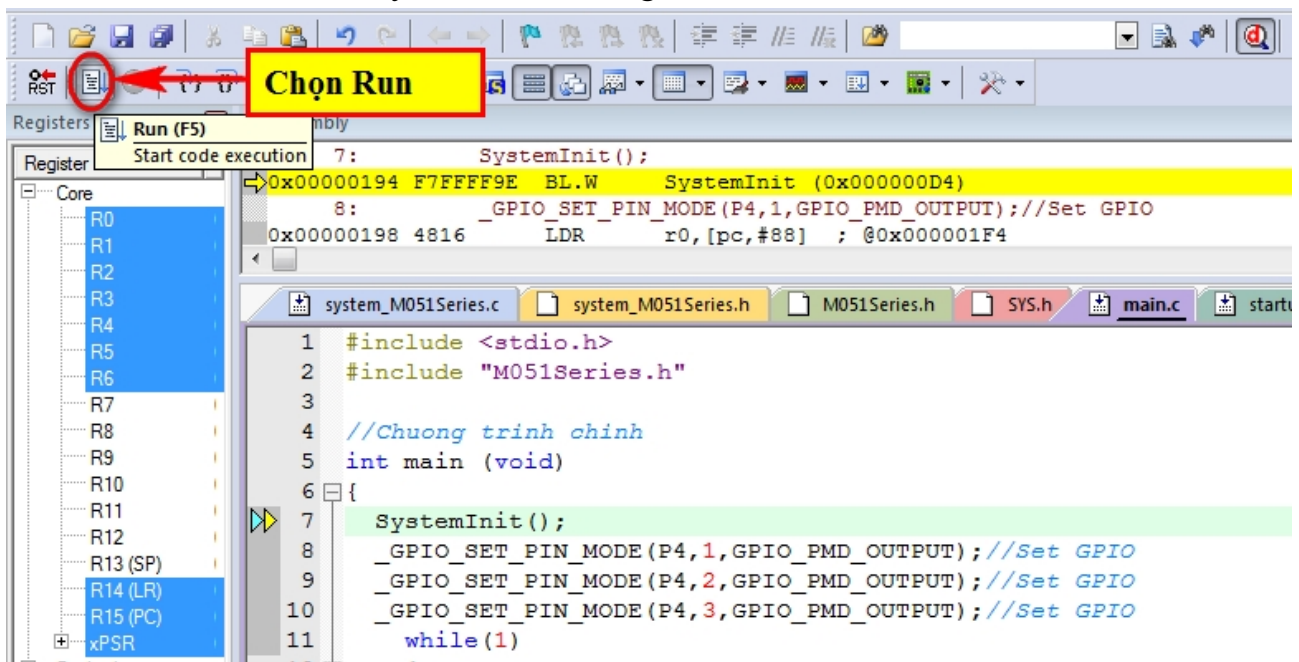 RST
Chọn Run
Registers
Run (F5)
Start code execution
Register
Core
R0
R1
R2
R3
R4
R5
R6
R7
R8
R9
R10
R11
R12
R13 (SP)
R14 (LR)
R15 (PC)
xPSR
7: SystemInit();
0x00000194 F7FFFF9E BL.W SystemInit (0x000000D4)
8: _GPIO_SET_PIN_MODE(P4,1,GPIO_PMD_OUTPUT);//Set GPIO
0x00000198 4816 LDR r0,[pc,#88] ; @0x000001F4
system_M051Series.c system_M051Series.h M051Series.h SYS.h main.c startu
1 #include <stdio.h>
2 #include "M051Series.h"
3
4 //Chuong trinh chinh
5 int main (void)
6 {
7 SystemInit();
8 _GPIO_SET_PIN_MODE(P4,1,GPIO_PMD_OUTPUT);//Set GPIO
9 _GPIO_SET_PIN_MODE(P4,2,GPIO_PMD_OUTPUT);//Set GPIO
10 _GPIO_SET_PIN_MODE(P4,3,GPIO_PMD_OUTPUT);//Set GPIO
11 while(1)